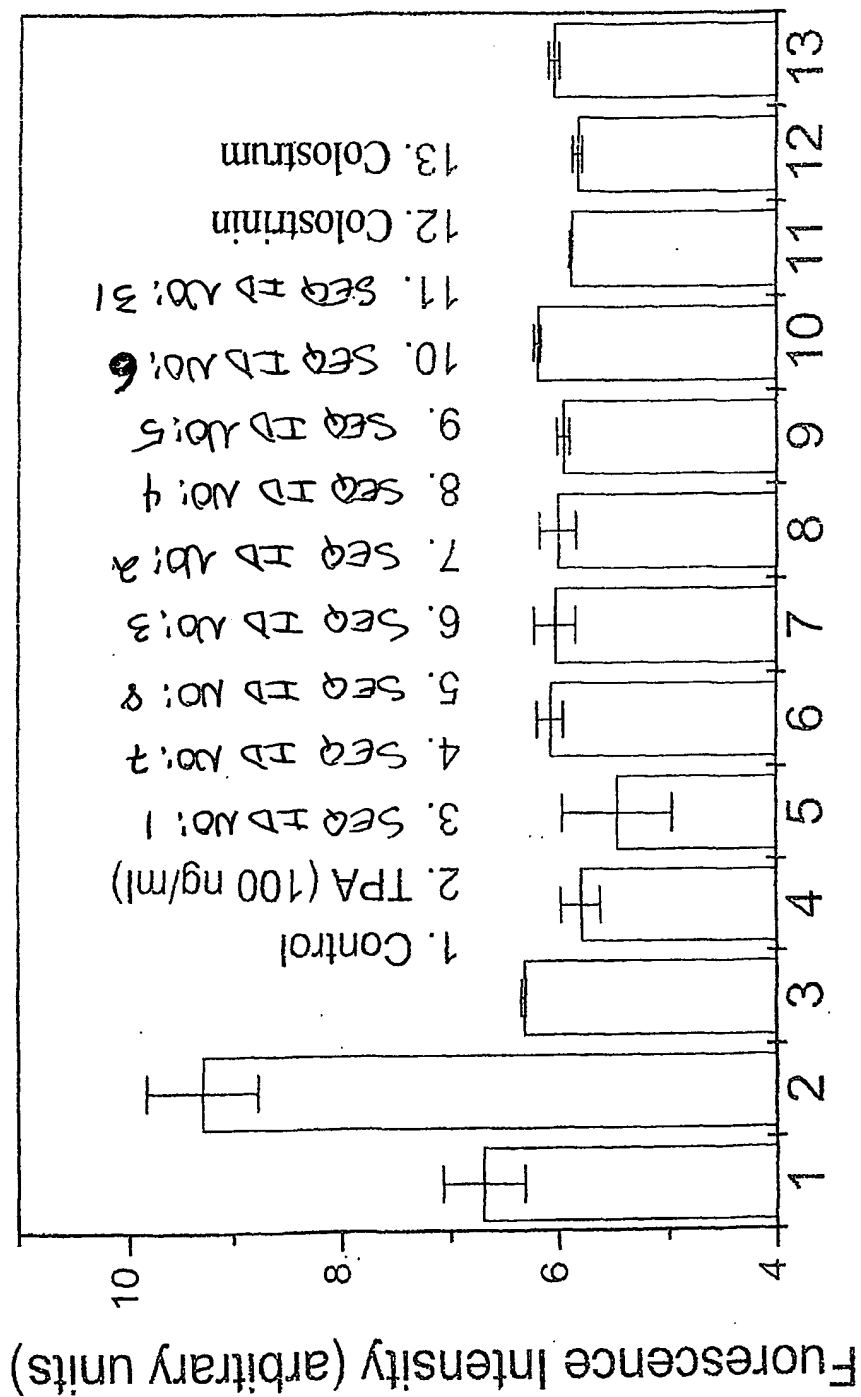 Fuorescence Intensity (arbitrary units)
10
8
6
4
1. Control
2. TPA (100 ng/ml)
3. SEQ ID NO: 1
4. SEQ ID NO: 7
5. SEQ ID NO: 8
6. SEQ ID NO: 3
7. SEQ ID NO: 2
8. SEQ ID NO: 4
9. SEQ ID NO: 5
10. SEQ ID NO: 6
11. SEQ ID NO: 31
12. Colostrinin
13. Colostrum
1 2 3 4 5 6 7 8 9 10 11 12 13